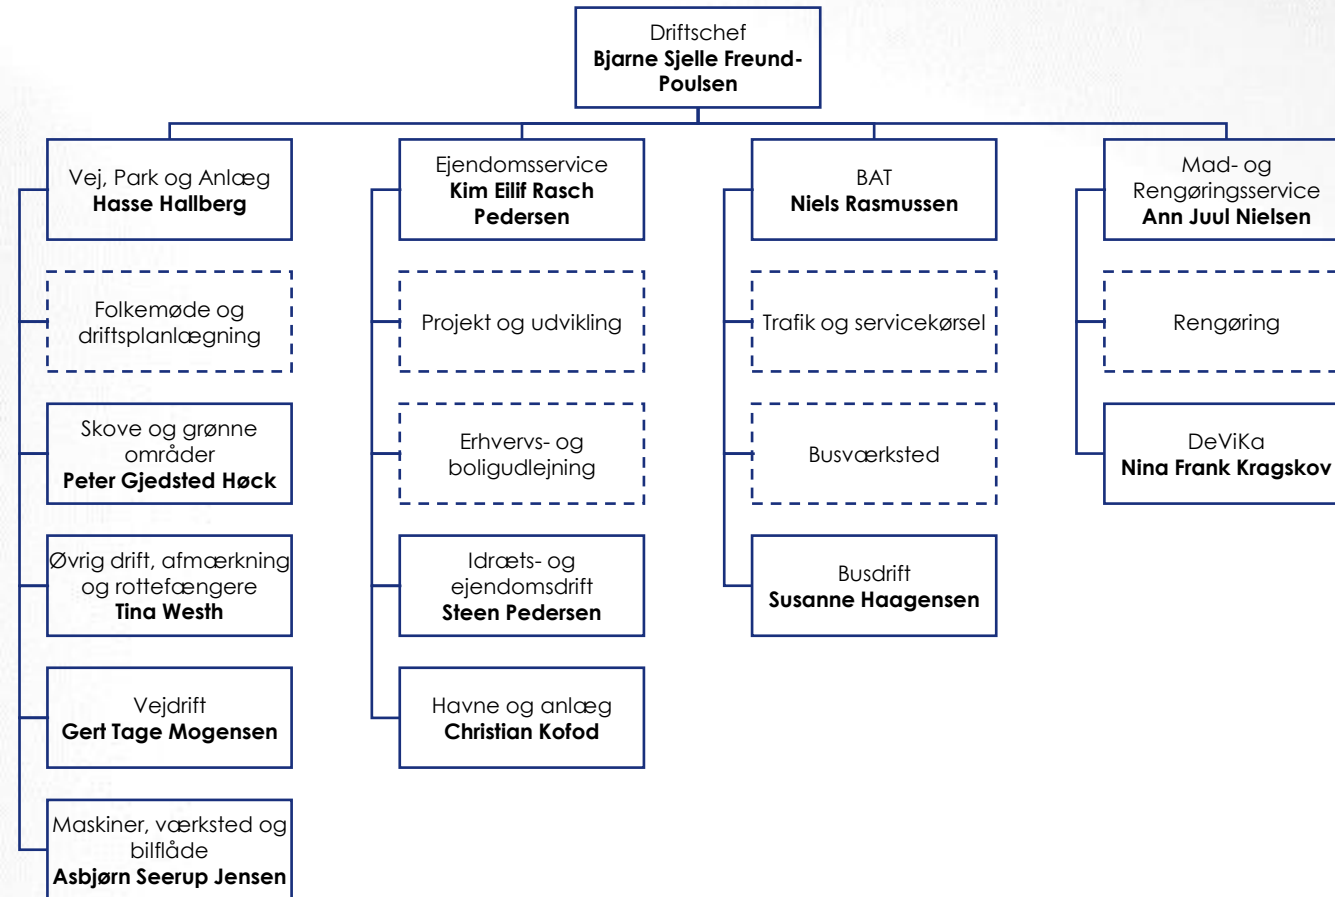 Driftschef
Bjarne Sjelle Freund-
Poulsen
Vej, Park og Anlæg
Hasse Hallberg
Folkemøde og
driftsplanlægning
Skove og grønne
områder
Peter Gjedsted Høck
Øvrig drift, afmærkning
og rottefængere
Tina Westh
Vejdrift
Gert Tage Mogensen
Maskiner, værksted og
bilflåde
Asbjørn Seerup Jensen
Ejendomsservice
Kim Eilif Rasch
Pedersen
Projekt og udvikling
Erhvervs- og
boligudlejning
Idræts- og
ejendomsdrift
Steen Pedersen
Havne og anlæg
Christian Kofod
BAT
Niels Rasmussen
Trafik og servicekørsel
Busværksted
Busdrift
Susanne Haagensen
Mad- og
Rengøringsservice
Ann Juul Nielsen
Rengøring
DeViKa
Nina Frank Kragskov